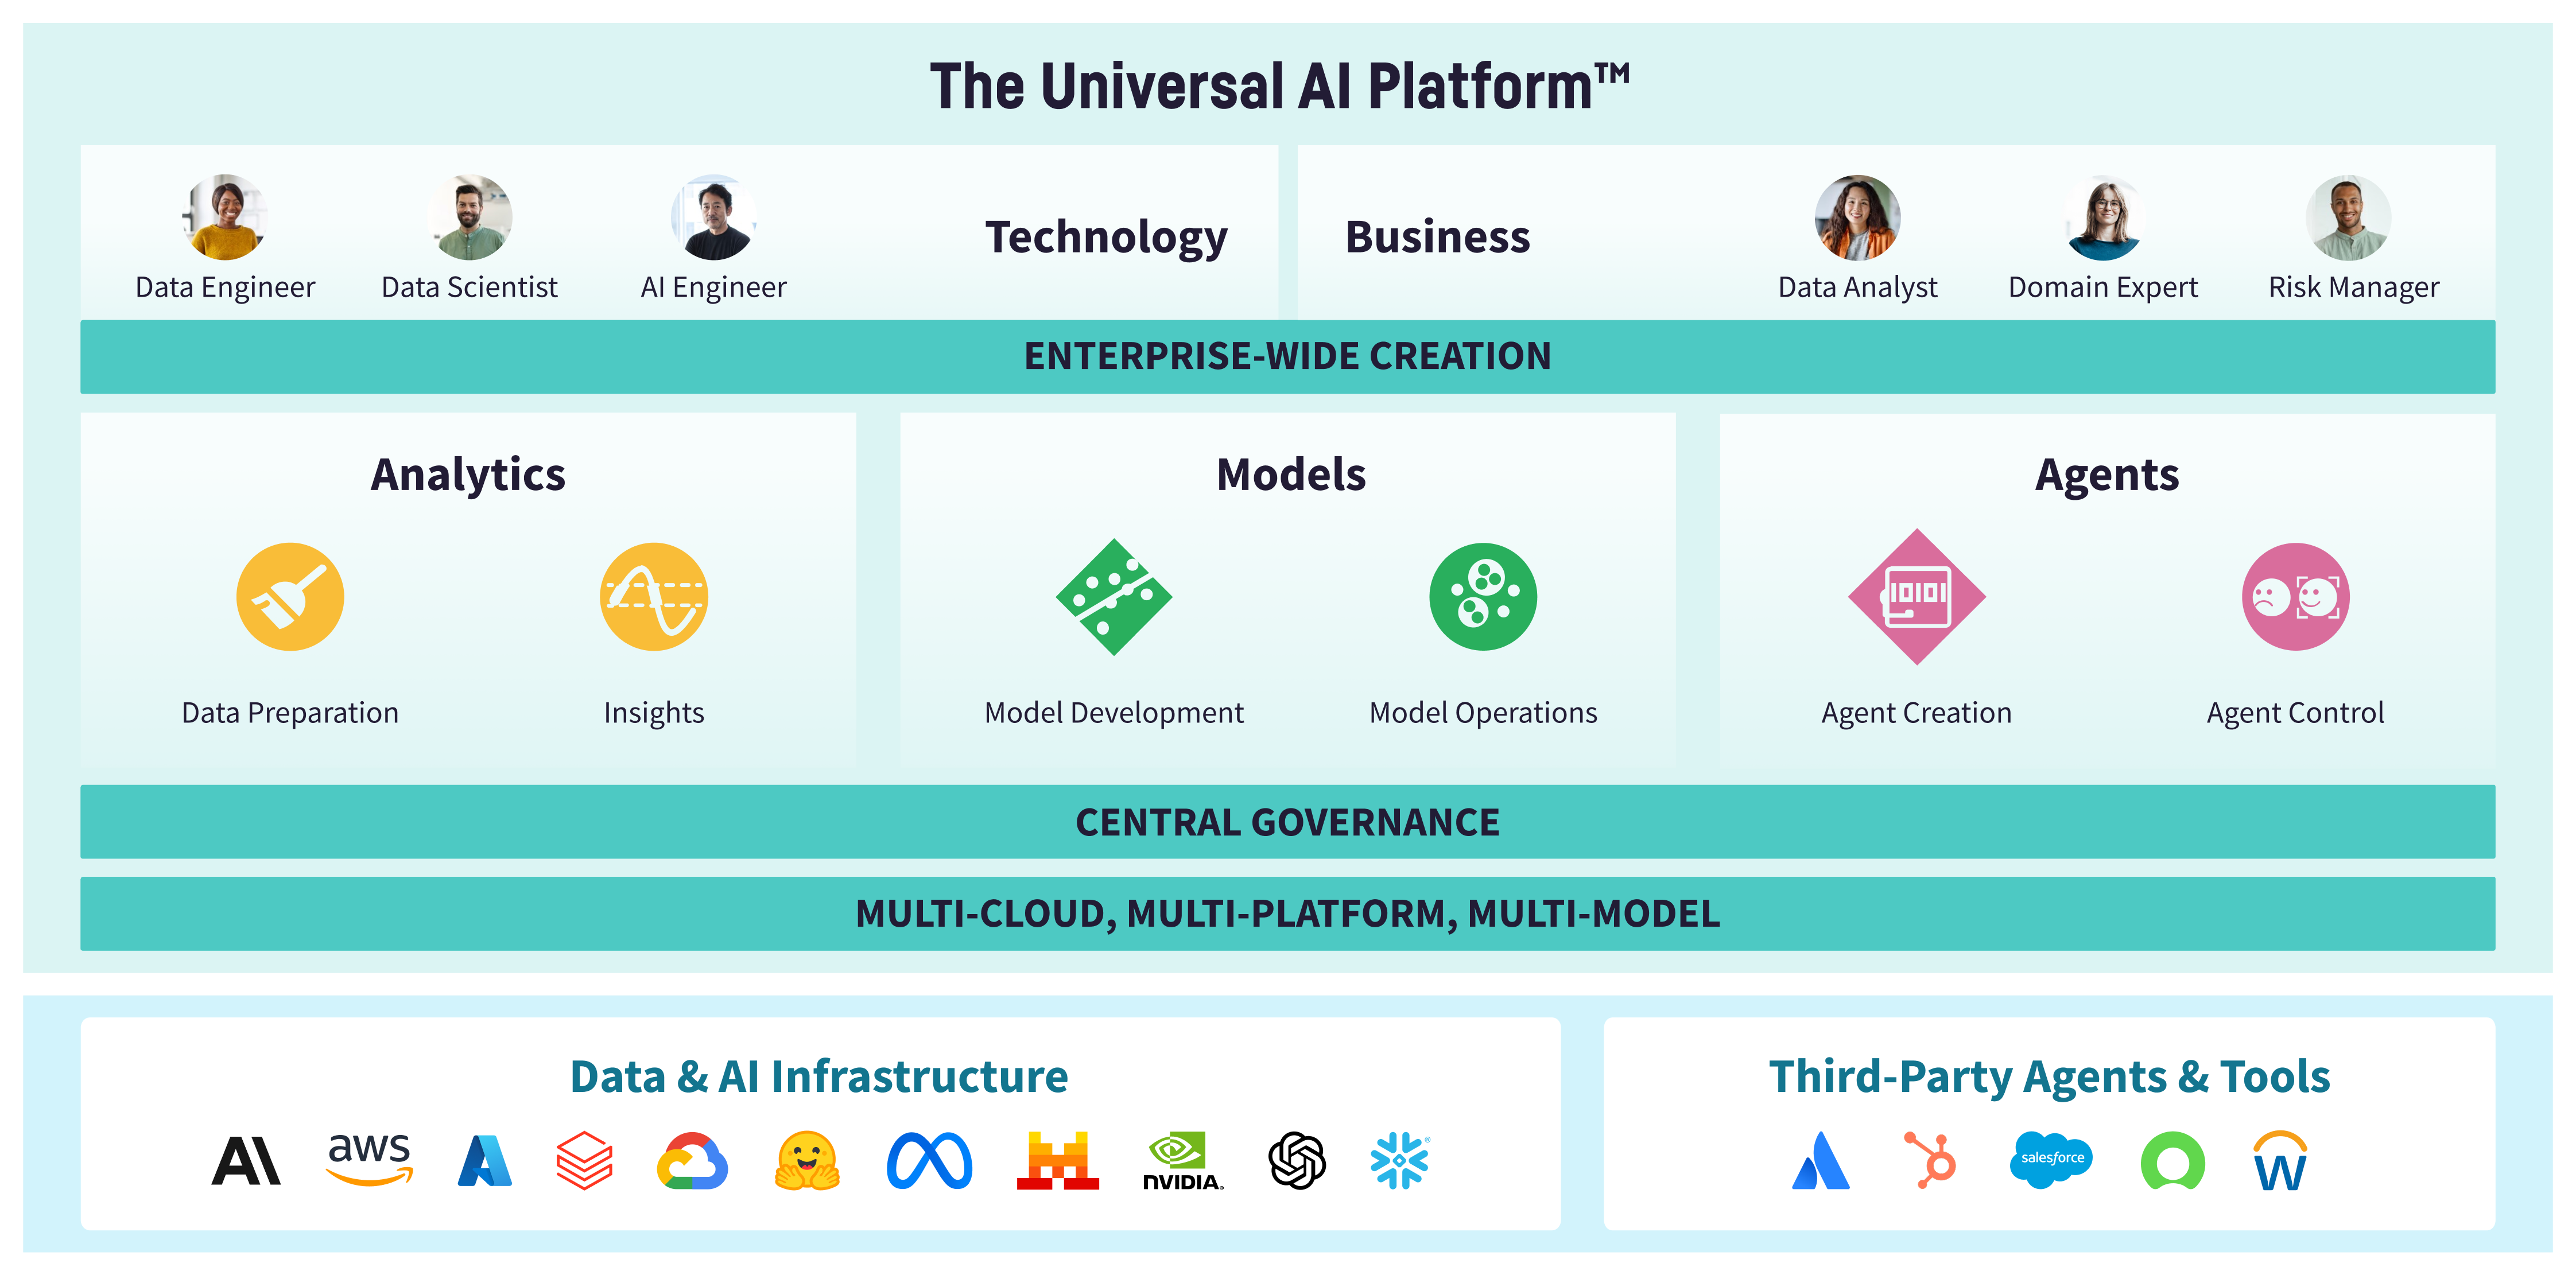 The Universal AI Platform™
Technology
Business
Data Engineer
Data Scientist
AI Engineer
Data Analyst
Domain Expert
Risk Manager
ENTERPRISE-WIDE CREATION
Analytics
Models
Agents
10101
Data Preparation
Insights
Model Development
Model Operations
Agent Creation
Agent Control
CENTRAL GOVERNANCE
MULTI-CLOUD, MULTI-PLATFORM, MULTI-MODEL
Data & AI Infrastructure
Third-Party Agents & Tools
AI
aws
NVIDIA.
®
salesforce
W